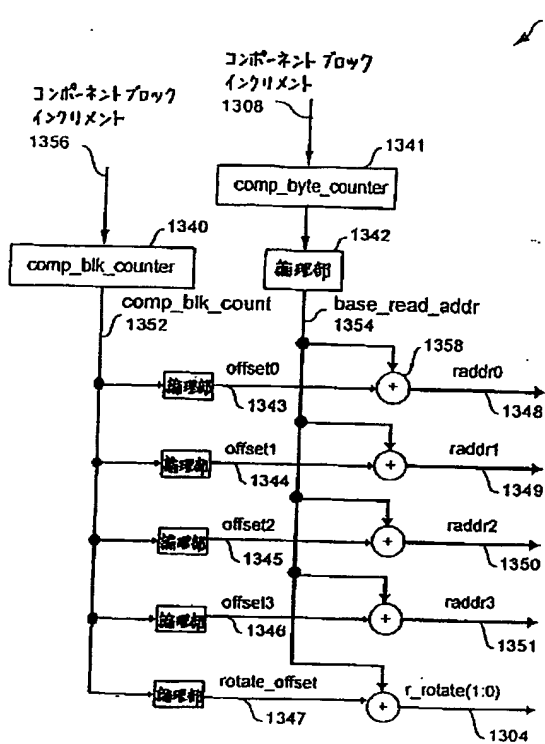 コンポーネント ブロック
インクリメント
1308
コンポーネント ブロック
インクリメント
1356
1341
comp_byte_counter
1340
comp_blk_counter
1342
論理部
comp_blk_count
1352
base_read_addr
1354
1358
論理部
offset0
1343
raddr0
1348
論理部
offset1
1344
raddr1
1349
論理部
offset2
1345
raddr2
1350
論理部
offset3
1346
raddr3
1351
論理部
rotate_offset
1347
r_rotate(1:0)
1304
+
+
+
+
+